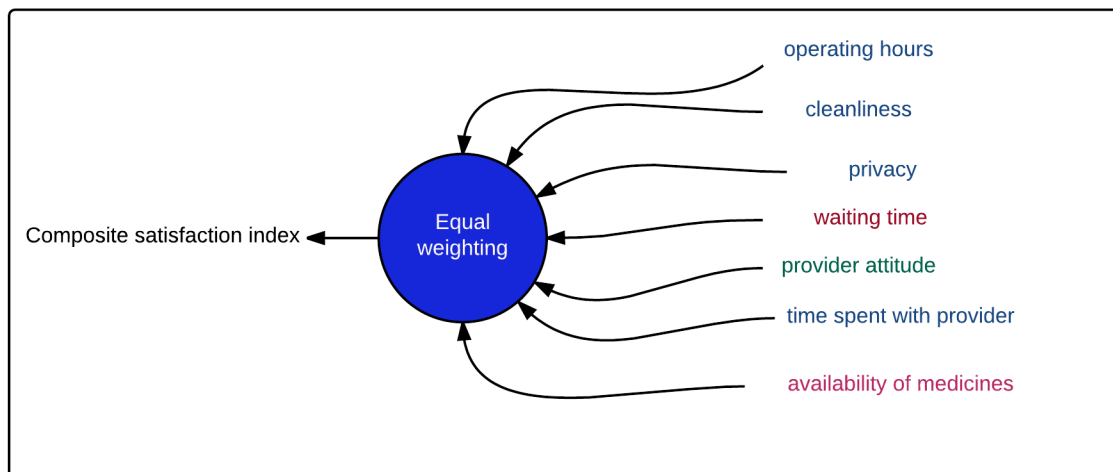 operating hours
cleanliness
privacy
waiting time
provider attitude
time spent with provider
availability of medicines
Equal
weighting
Composite satisfaction index